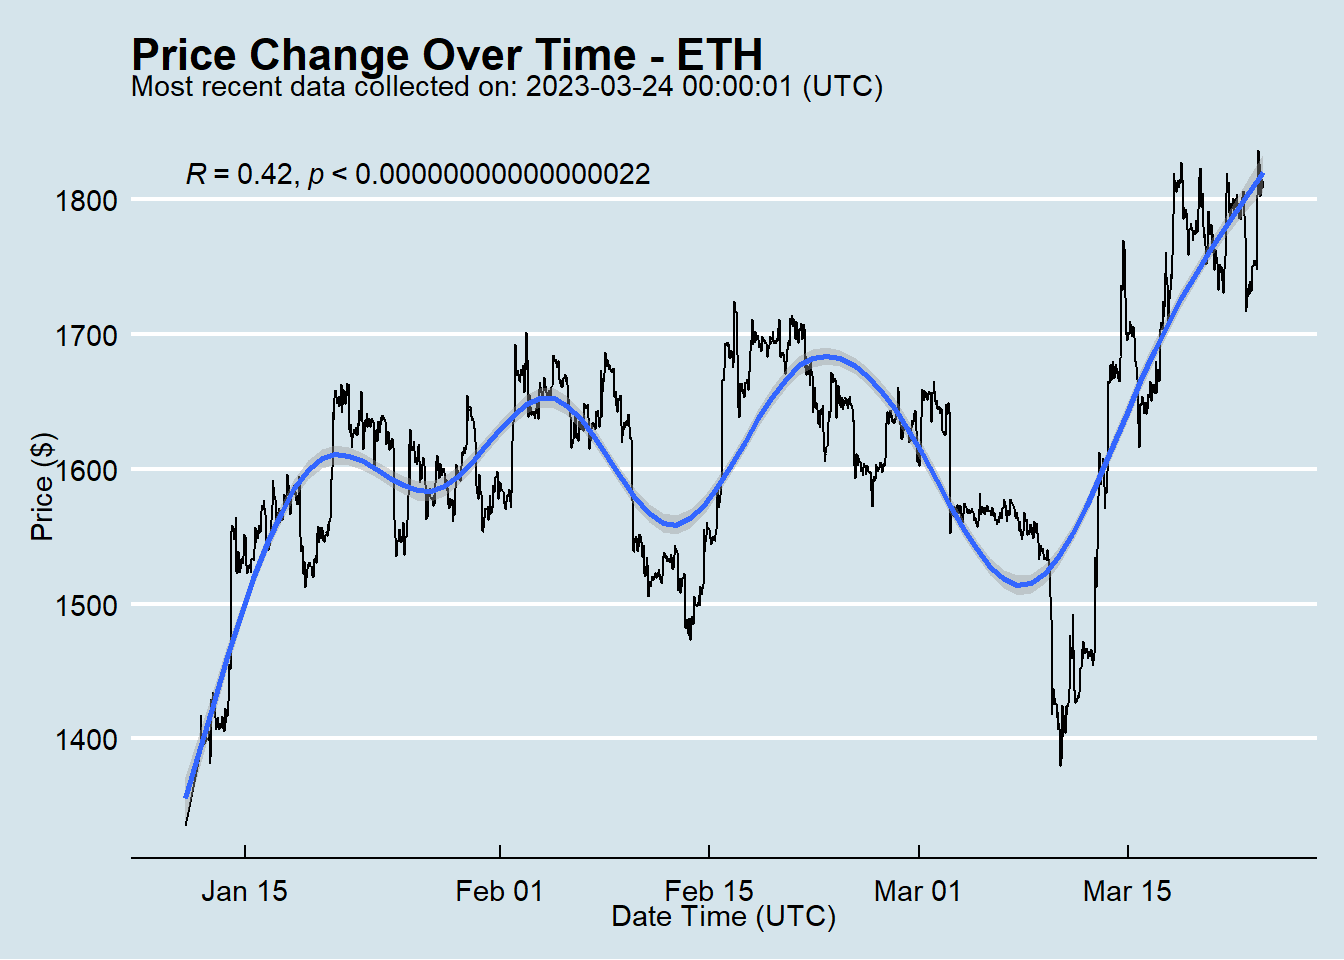 Price Change Over Time - ETH
Most recent data collected on: 2023-03-24 00:00:01 (UTC)
R = 0.42, p < 0.00000000000000022
1800
1700
1600
1500
1400
Price ($)
Jan 15
Feb 01
Feb 15
Mar 01
Mar 15
Date Time (UTC)